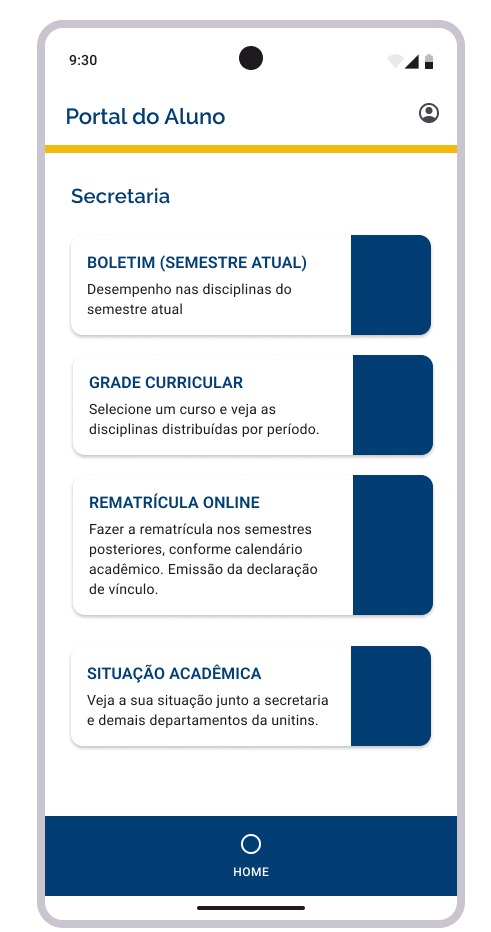 9:30
Portal do Aluno
Secretaria
BOLETIM (SEMESTRE ATUAL)
Desempenho nas disciplinas do
semestre atual
GRADE CURRICULAR
Selecione um curso e veja as
disciplinas distribuídas por período.
REMATRÍCULA ONLINE
Fazer a rematrícula nos semestres
posteriores, conforme calendário
acadêmico. Emissão da declaração
de vínculo.
SITUAÇÃO ACADÊMICA
Veja a sua situação junto a secretaria
e demais departamentos da unitins.
HOME